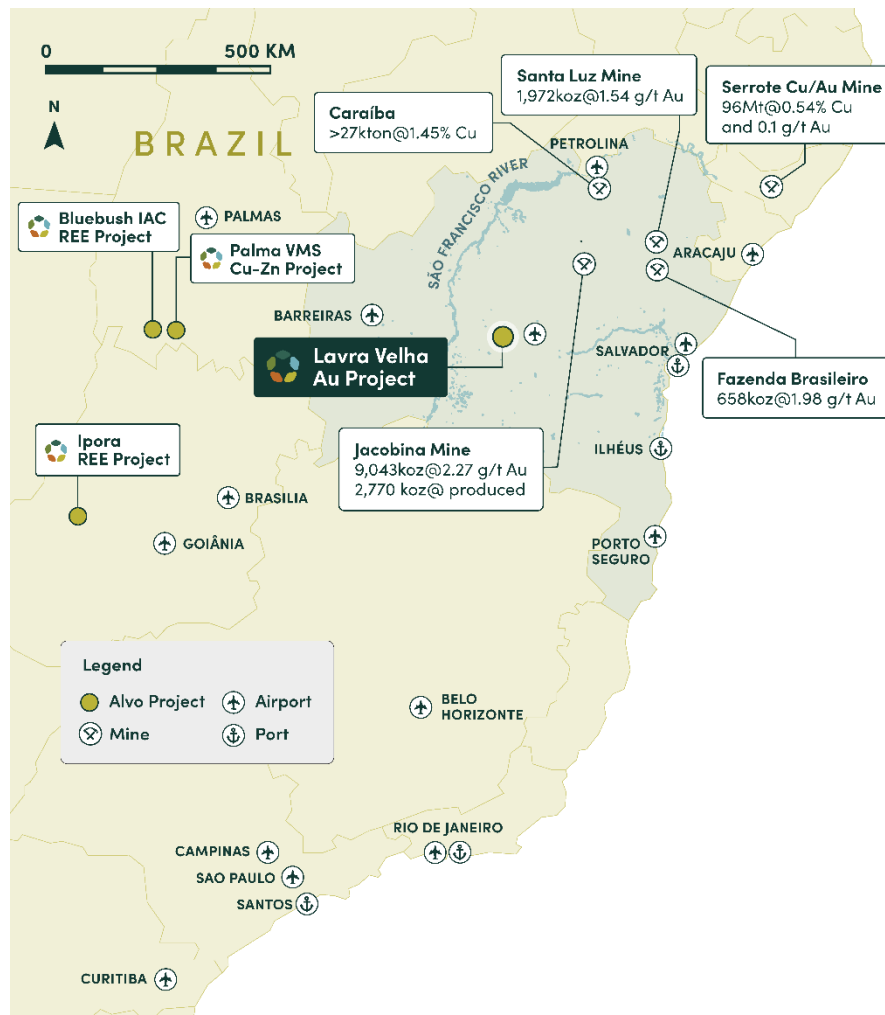 0 500 KM
N
BRAZIL
Santa Luz Mine
1,972koz@1.54 g/t Au
Serrote Cu/Au Mine
96Mt@0.54% Cu
and 0.1 g/t Au
Caraíba
>27kton@1.45% Cu
PETROLINA
SÃO FRANCISCO RIVER
Bluebush IAC
REE Project
PALMAS
Palma VMS
Cu-Zn Project
ARACAJU
BARREIRAS
Lavra Velha
Au Project
SALVADOR
Fazenda Brasileiro
658koz@1.98 g/t Au
Jacobína Mine
9,043koz@2.27 g/t Au
2,770 koz@ produced
ILHÉUS
Ipora
REE Project
BRASILIA
GOIÂNIA
PORTO
SEGURO
Legend
Alvo Project
Airport
Mine
Port
BELO
HORIZONTE
RIO DE JANEIRO
CAMPINAS
SAO PAULO
SANTOS
CURITIBA